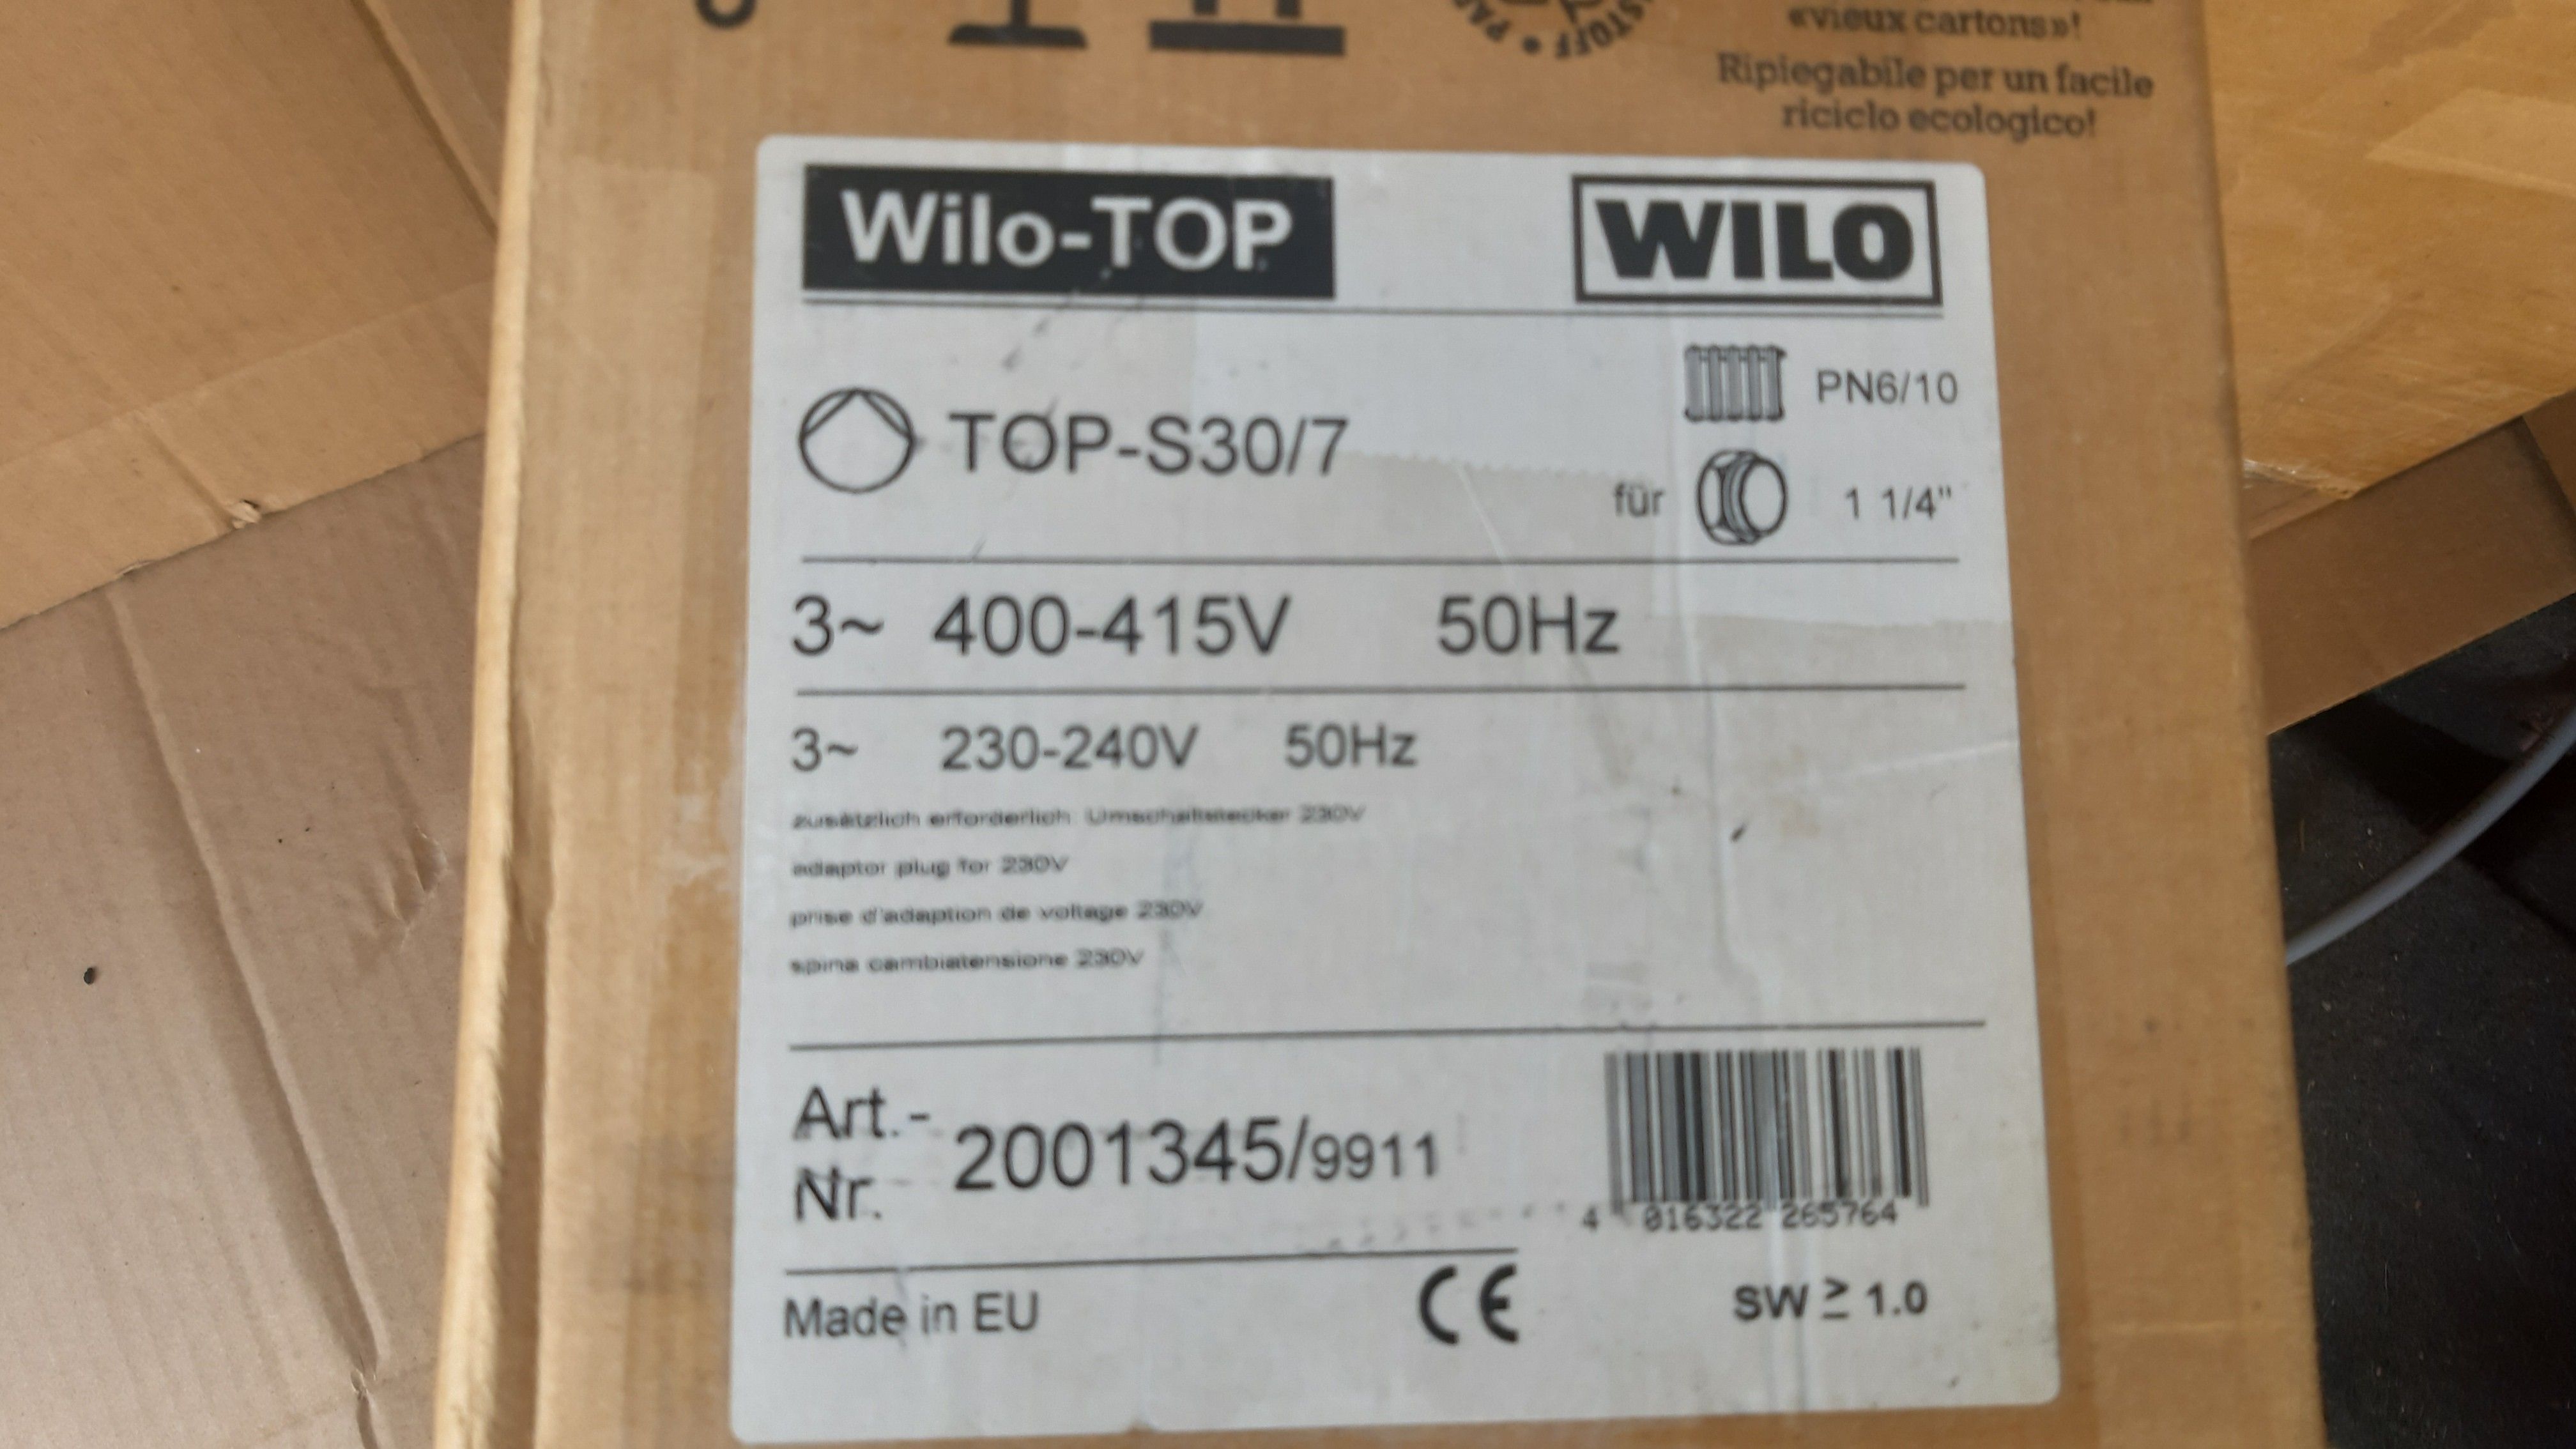 «vieux cartons»!
Ripiegabile per un facile
riciclo ecologico!
Wilo-TOP
WILO
PN6/10
TOP-S30/7
für 1 1/4"
3~ 400-415V 50Hz
3~ 230-240V 50Hz
zusätzlich erforderlich: Umschaltstecker 230V
adaptor plug for 230V
prise d'adaption de voltage 230V
spina cambiatensione 230V
Art.-
Nr. 2001345/9911
4 016322 265764
Made in EU CE SW ≥ 1.0